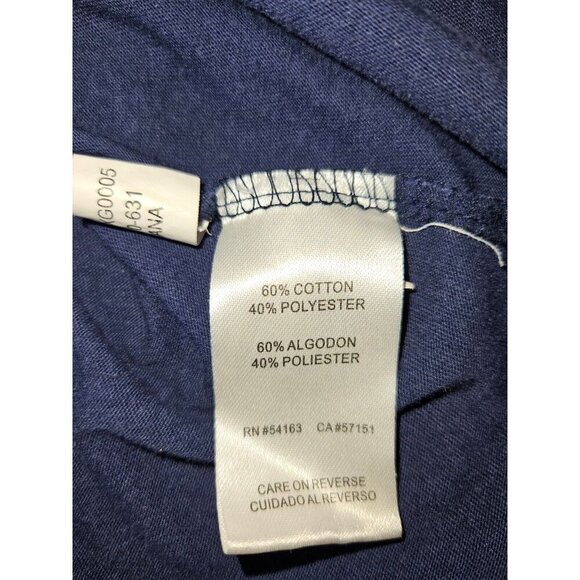 60% COTTON
40% POLYESTER
60% ALGODON
40% POLIESTER
RN #54163 CA#57151
CARE ON REVERSE
CUIDADO AL REVERSO
G0005
-631
ANA